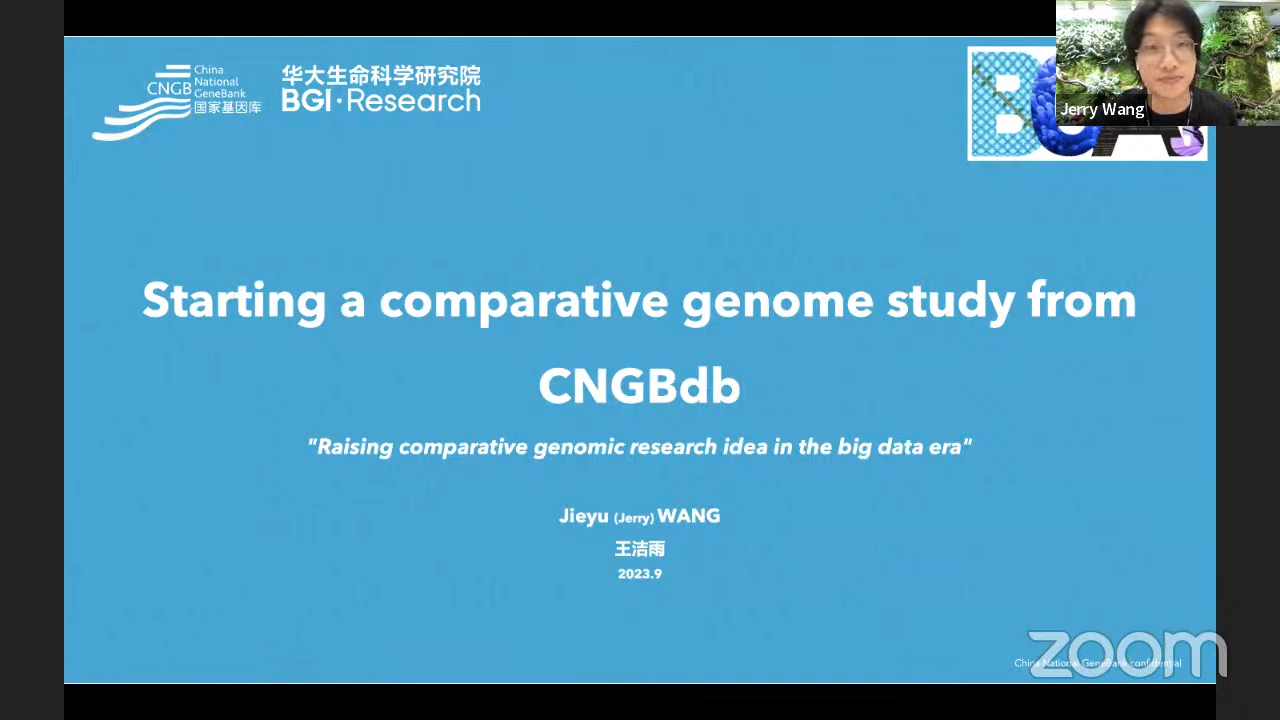 China
National
CNGB GeneBank
国家基因库
华大生命科学研究院
BGI·Research
Jerry Wang
Starting a comparative genome study from
CNGBdb
"Raising comparative genomic research idea in the big data era"
Jieyu (Jerry) WANG
王洁雨
2023.9
China National GeneBank confidential
zoom